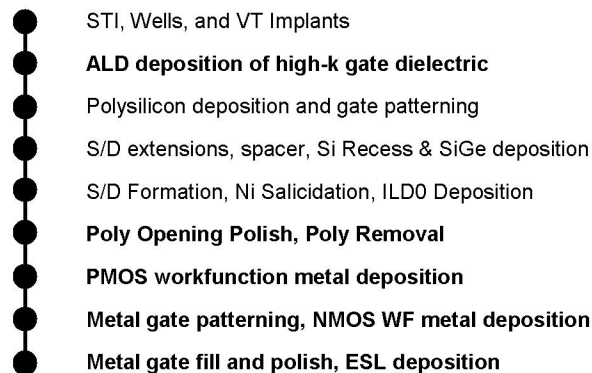 STI, Wells, and VT Implants
ALD deposition of high-k gate dielectric
Polysilicon deposition and gate patterning
S/D extensions, spacer, Si Recess & SiGe deposition
S/D Formation, Ni Salicidation, ILD0 Deposition
Poly Opening Polish, Poly Removal
PMOS workfunction metal deposition
Metal gate patterning, NMOS WF metal deposition
Metal gate fill and polish, ESL deposition